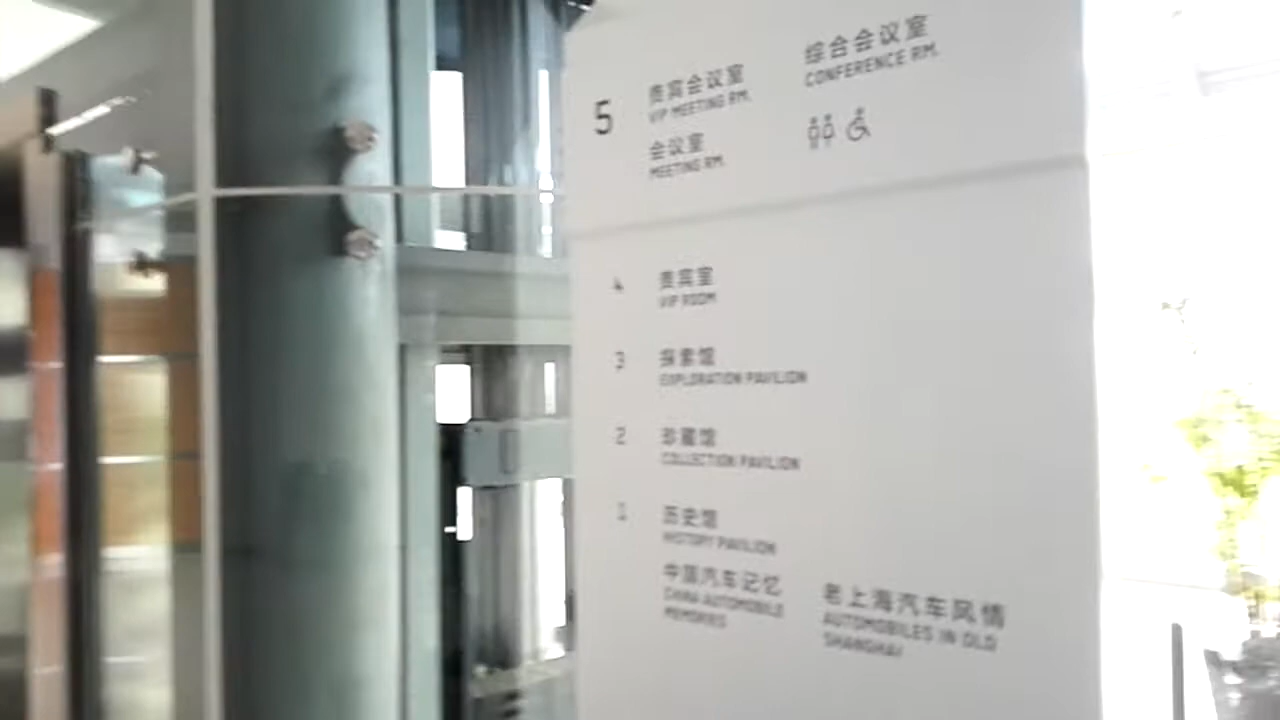 5
贵宾会议室
VIP MEETING RM.
会议室
MEETING RM.
综合会议室
CONFERENCE RM.
4
贵宾室
VIP ROOM
3
探索馆
EXPLORATION PAVILION
2
珍藏馆
COLLECTION PAVILION
1
历史馆
HISTORY PAVILION
中国汽车记忆
CHINA AUTOMOBILE
MEMORIES
老上海汽车风情
AUTOMOBILES IN OLD
SHANGHAI